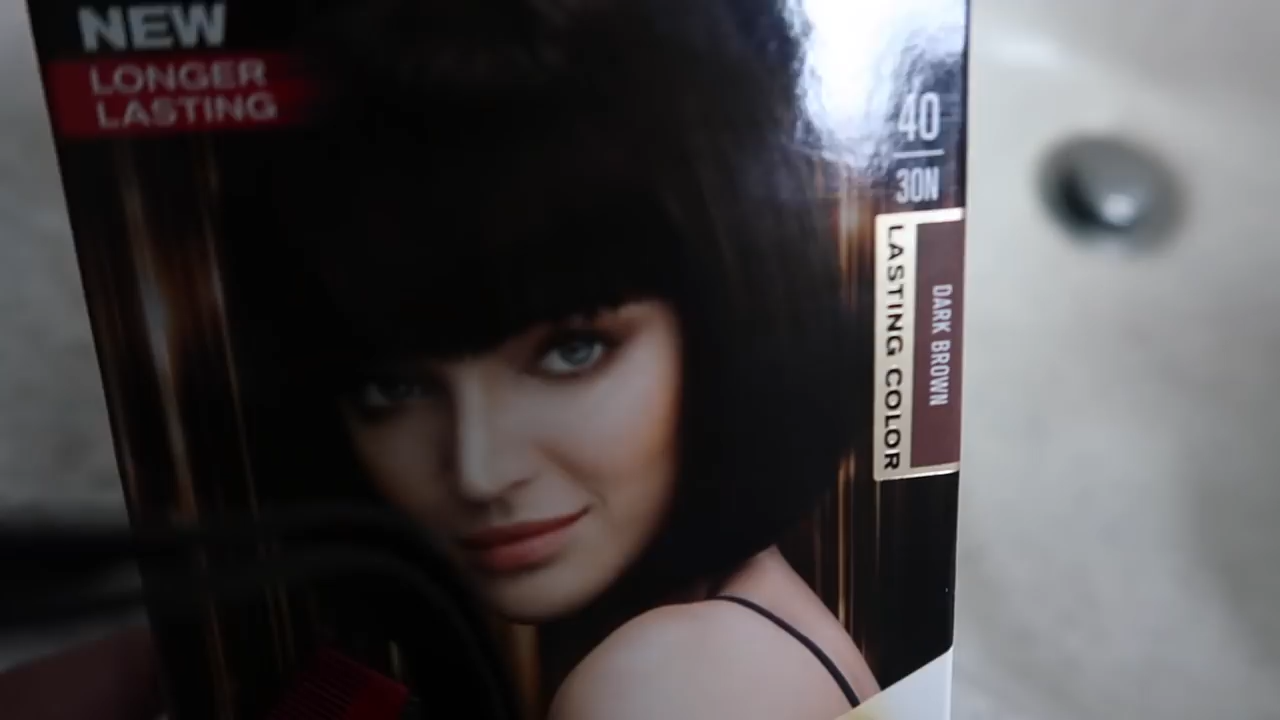 NEW
LONGER
LASTING
40
30N
LASTING COLOR
DARK BROWN